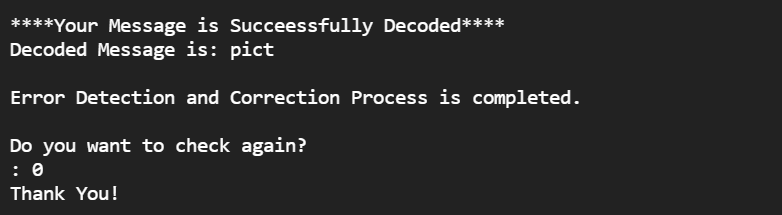 ****Your Message is Succeessfully Decoded****
Decoded Message is: pict
Error Detection and Correction Process is completed.
Do you want to check again?
: 0
Thank You!